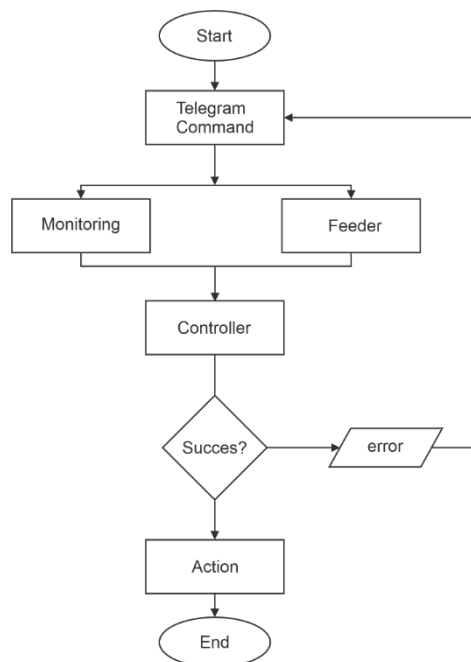 Start
Telegram
Command
Monitoring
Feeder
Controller
Succes?
error
Action
End